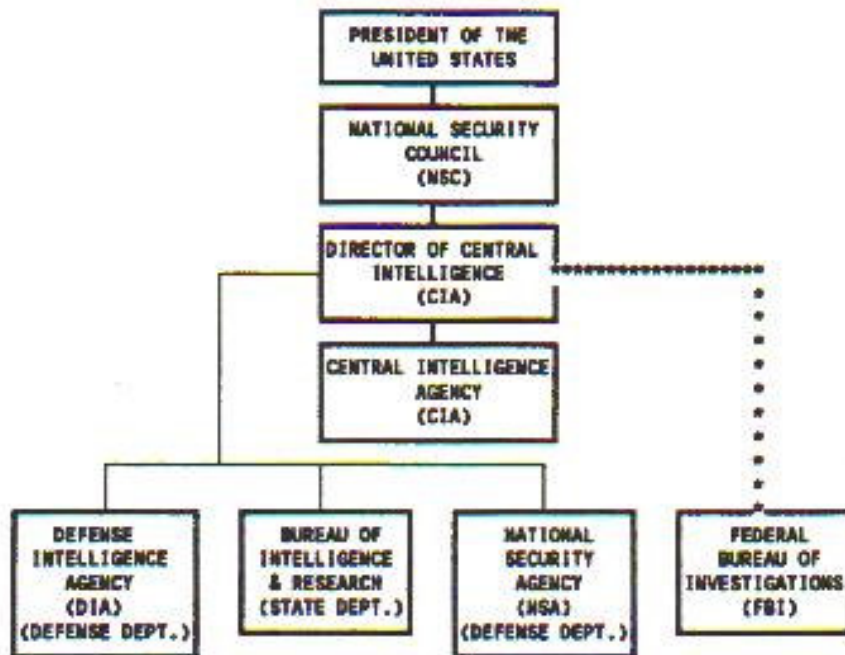 PRESIDENT OF THE
UNITED STATES
NATIONAL SECURITY
COUNCIL
(NSC)
DIRECTOR OF CENTRAL
INTELLIGENCE
(CIA)
CENTRAL INTELLIGENCE
AGENCY
(CIA)
DEFENSE
INTELLIGENCE
AGENCY
(DIA)
(DEFENSE DEPT.)
BUREAU OF
INTELLIGENCE
& RESEARCH
(STATE DEPT.)
NATIONAL
SECURITY
AGENCY
(NSA)
(DEFENSE DEPT.)
FEDERAL
BUREAU OF
INVESTIGATIONS
(FBI)